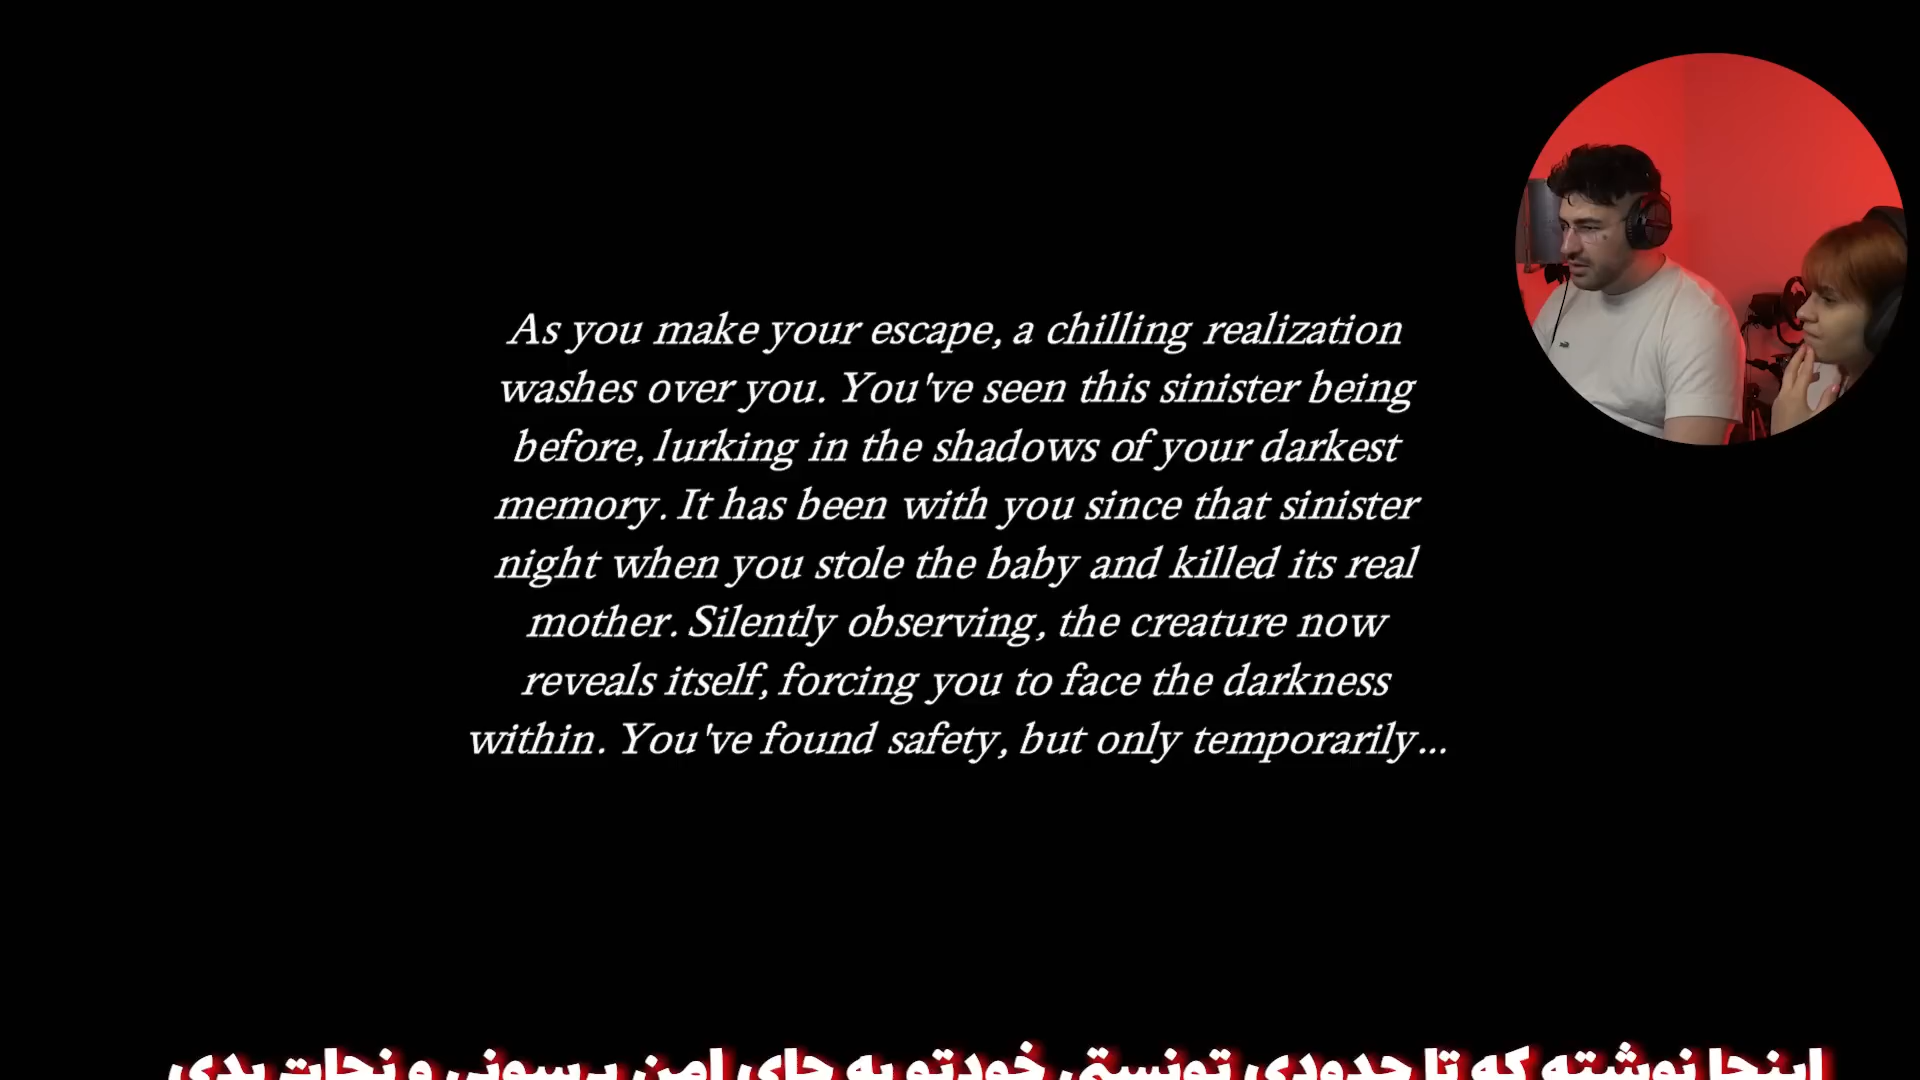 As you make your escape, a chilling realization
washes over you. You've seen this sinister being
before, lurking in the shadows of your darkest
memory. It has been with you since that sinister
night when you stole the baby and killed its real
mother. Silently observing, the creature now
reveals itself, forcing you to face the darkness
within. You've found safety, but only temporarily...
اینجا نوشته که تا حدودی تونستی خودتو به جای امن برسونی و نجات بدی